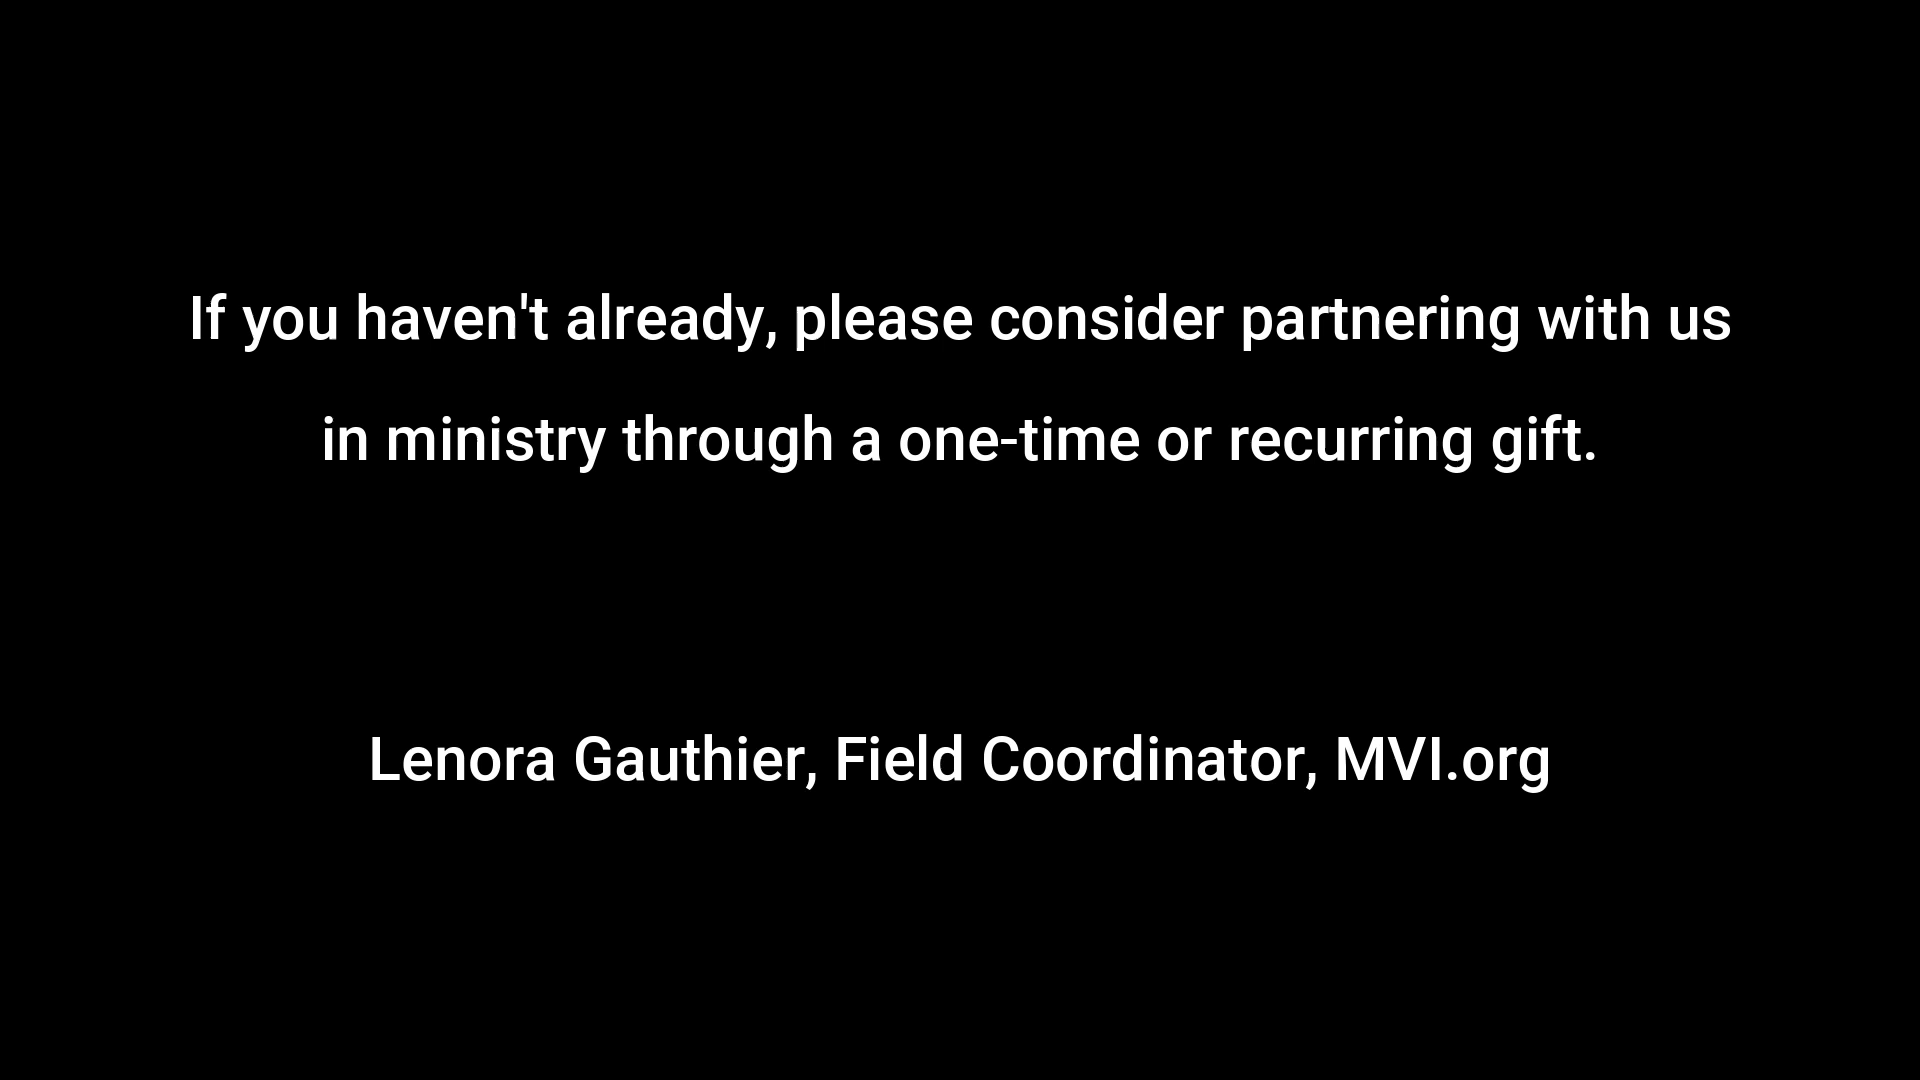 If you haven't already, please consider partnering with us
in ministry through a one-time or recurring gift.
Lenora Gauthier, Field Coordinator, MVI.org